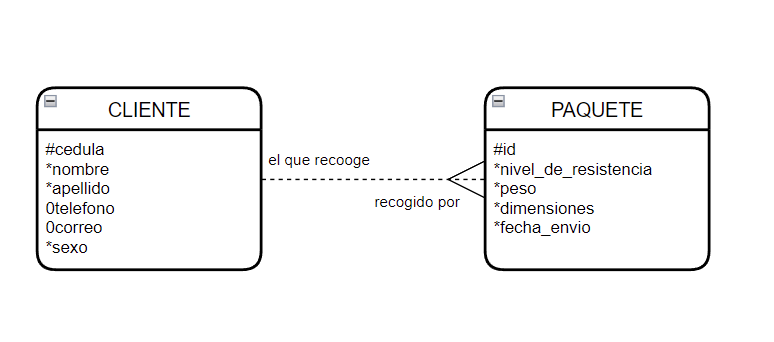 CLIENTE
#cedula
*nombre
*apellido
0telefono
0correo
*sexo
el que recooge
recogido por
PAQUETE
#id
*nivel_de_resistencia
*peso
*dimensiones
*fecha_envio